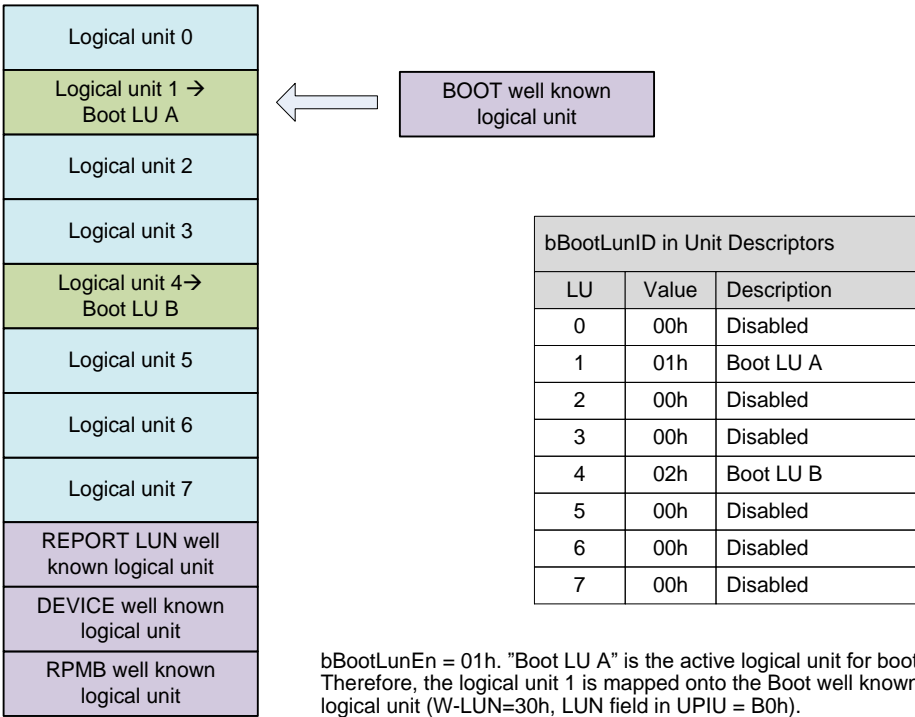 Logical unit 0
Logical unit 1 →
Boot LU A
Logical unit 2
Logical unit 3
Logical unit 4→
Boot LU B
Logical unit 5
Logical unit 6
Logical unit 7
REPORT LUN well
known logical unit
DEVICE well known
logical unit
RPMB well known
logical unit
BOOT well known
logical unit
bBootLunID in Unit Descriptors
LU Value Description
0 00h Disabled
1 01h Boot LU A
2 00h Disabled
3 00h Disabled
4 02h Boot LU B
5 00h Disabled
6 00h Disabled
7 00h Disabled
bBootLunEn = 01h. ”Boot LU A” is the active logical unit for boot
Therefore, the logical unit 1 is mapped onto the Boot well known
logical unit (W-LUN=30h, LUN field in UPIU = B0h).